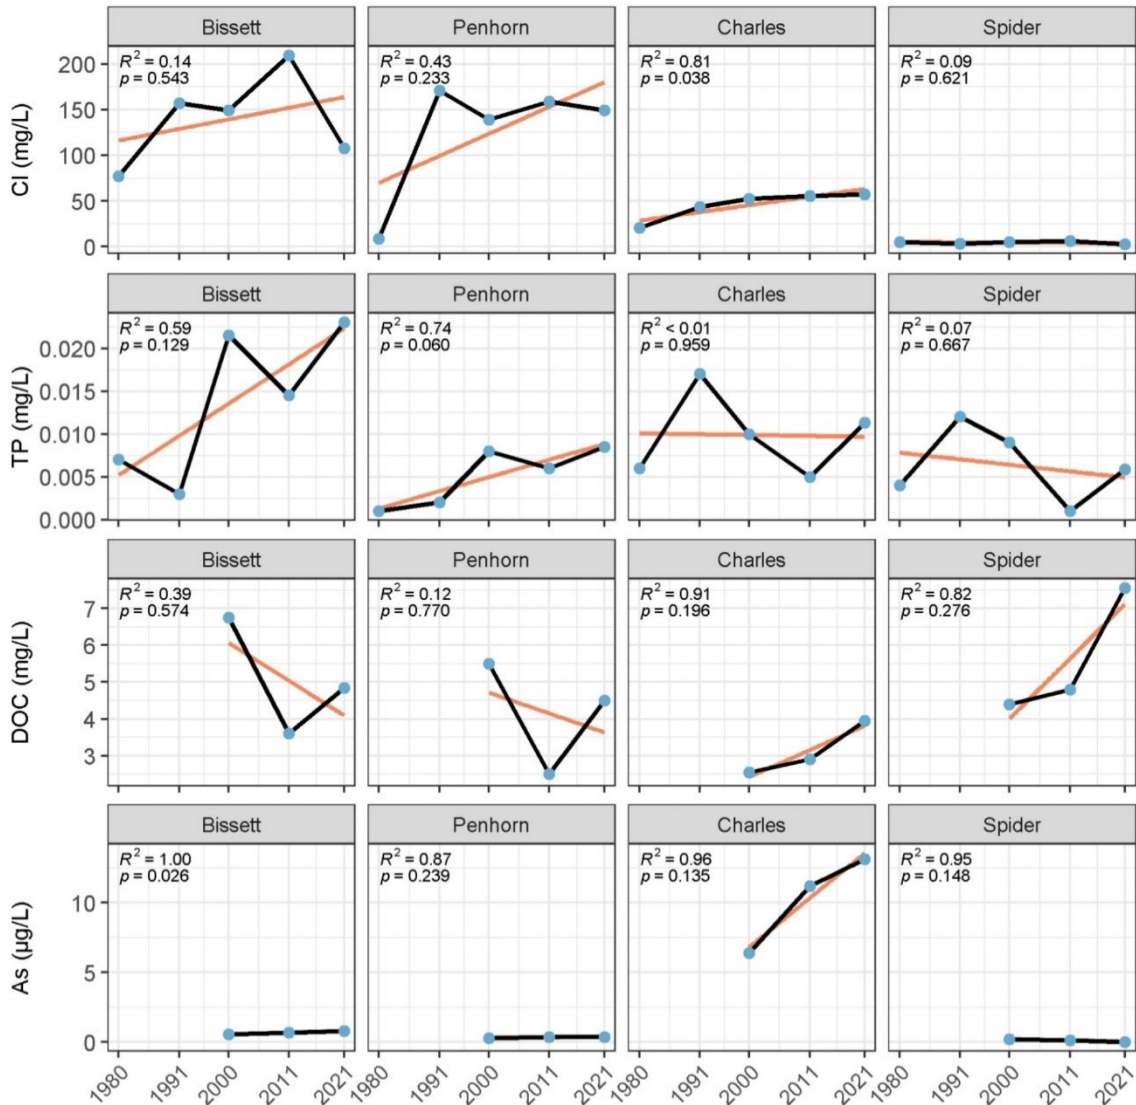 Bissett Penhorn Charles Spider
Cl (mg/L)
200
150
100
50
0
R² = 0.14
p = 0.543
R² = 0.43
p = 0.233
R² = 0.81
p = 0.038
R² = 0.09
p = 0.621
Bissett Penhorn Charles Spider
TP (mg/L)
0.020
0.015
0.010
0.005
0.000
R² = 0.59
p = 0.129
R² = 0.74
p = 0.060
R² < 0.01
p = 0.959
R² = 0.07
p = 0.667
Bissett Penhorn Charles Spider
DOC (mg/L)
7
6
5
4
3
R² = 0.39
p = 0.574
R² = 0.12
p = 0.770
R² = 0.91
p = 0.196
R² = 0.82
p = 0.276
Bissett Penhorn Charles Spider
As (µg/L)
10
5
0
R² = 1.00
p = 0.026
R² = 0.87
p = 0.239
R² = 0.96
p = 0.135
R² = 0.95
p = 0.148
1980 1991 2000 2011 2021 1980 1991 2000 2011 2021 1980 1991 2000 2011 2021 1980 1991 2000 2011 2021